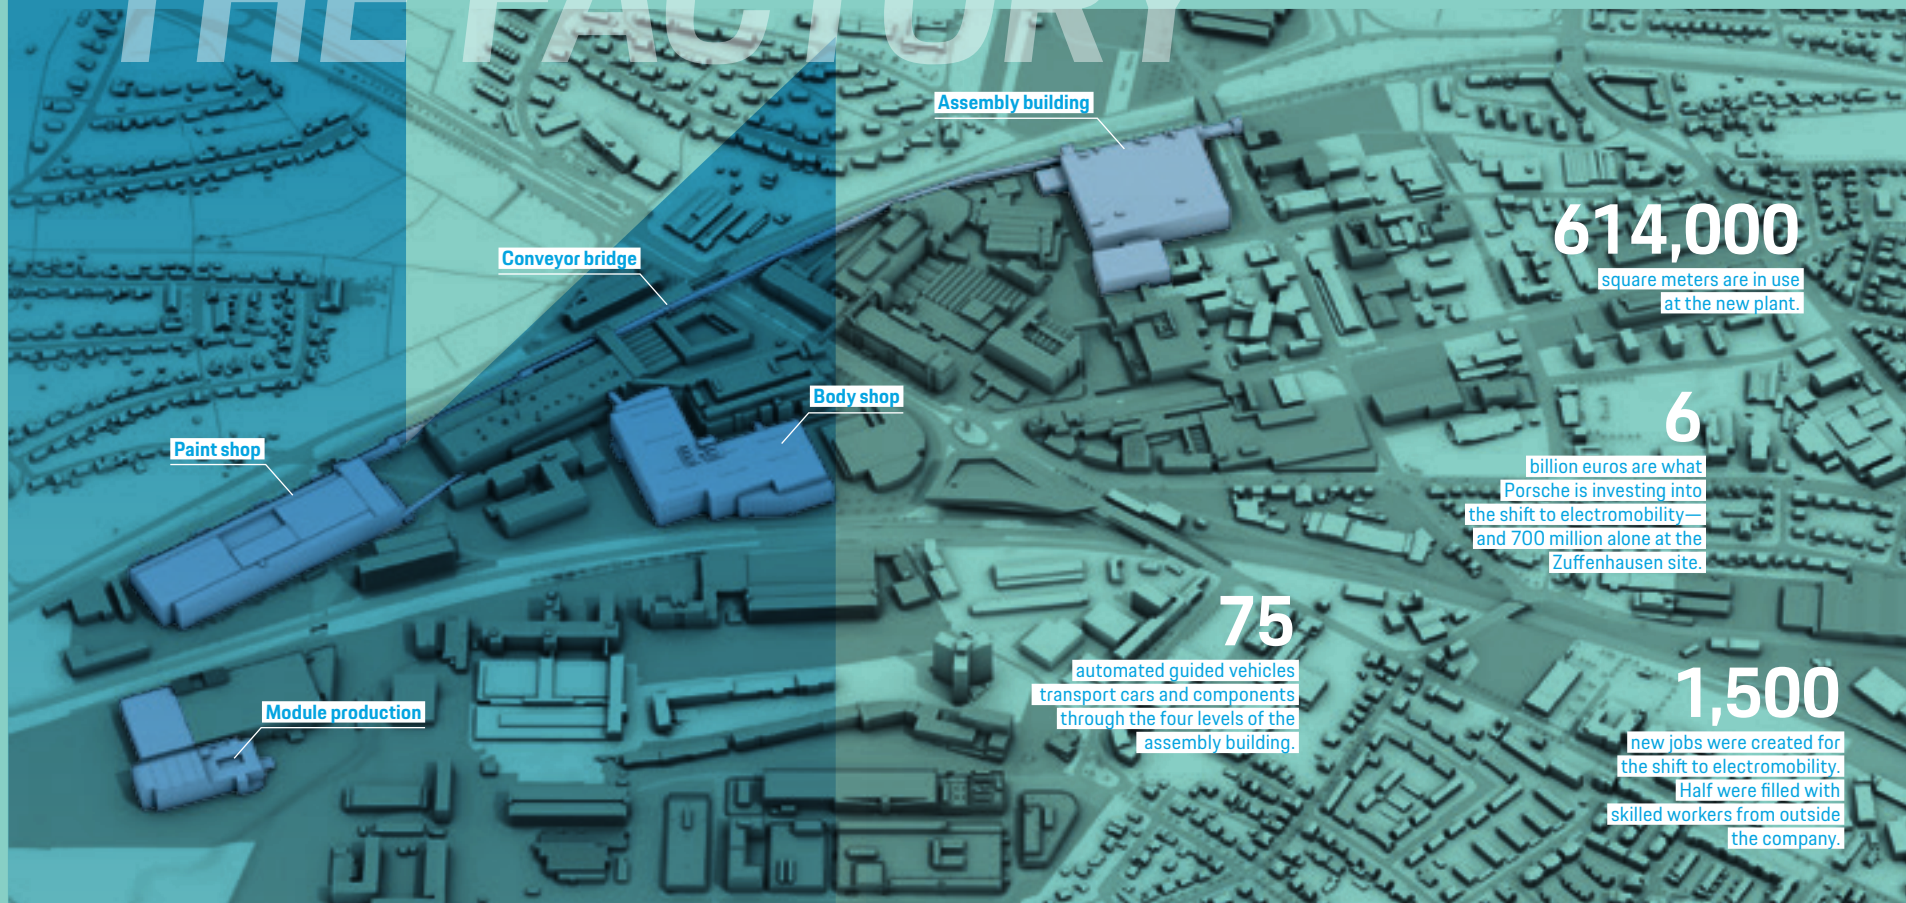 THE FACTORY
Assembly building
Conveyor bridge
Body shop
Paint shop
Module production
614,000
square meters are in use
at the new plant.
6
billion euros are what
Porsche is investing into
the shift to electromobility—
and 700 million alone at the
Zuffenhausen site.
75
automated guided vehicles
transport cars and components
through the four levels of the
assembly building.
1,500
new jobs were created for
the shift to electromobility.
Half were filled with
skilled workers from outside
the company.